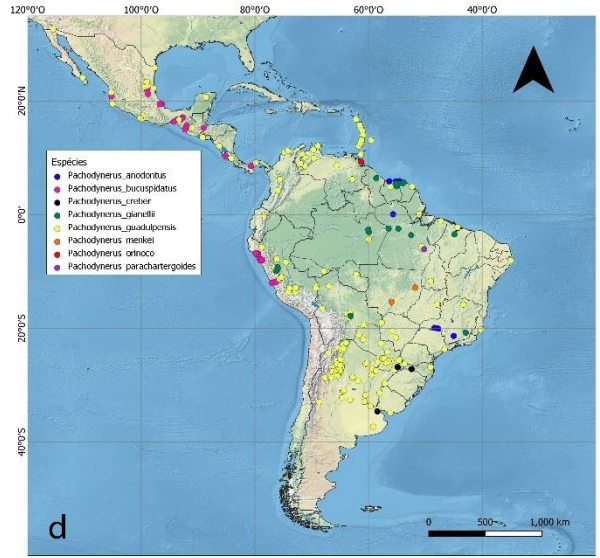 120°0'W 100°0'W 80°0'W 60°0'W 40°0'W
20°0'N
Espécies
Pachodynerus_anodontus
Pachodynerus_bucuspidatus
Pachodynerus_creber
Pachodynerus_gianellii
Pachodynerus_guadulpensis
Pachodynerus menkei
Pachodynerus orinoco
Pachodynerus parachartergoides
0°0'
20°0'S
40°0'S
d
0 500 1,000 km